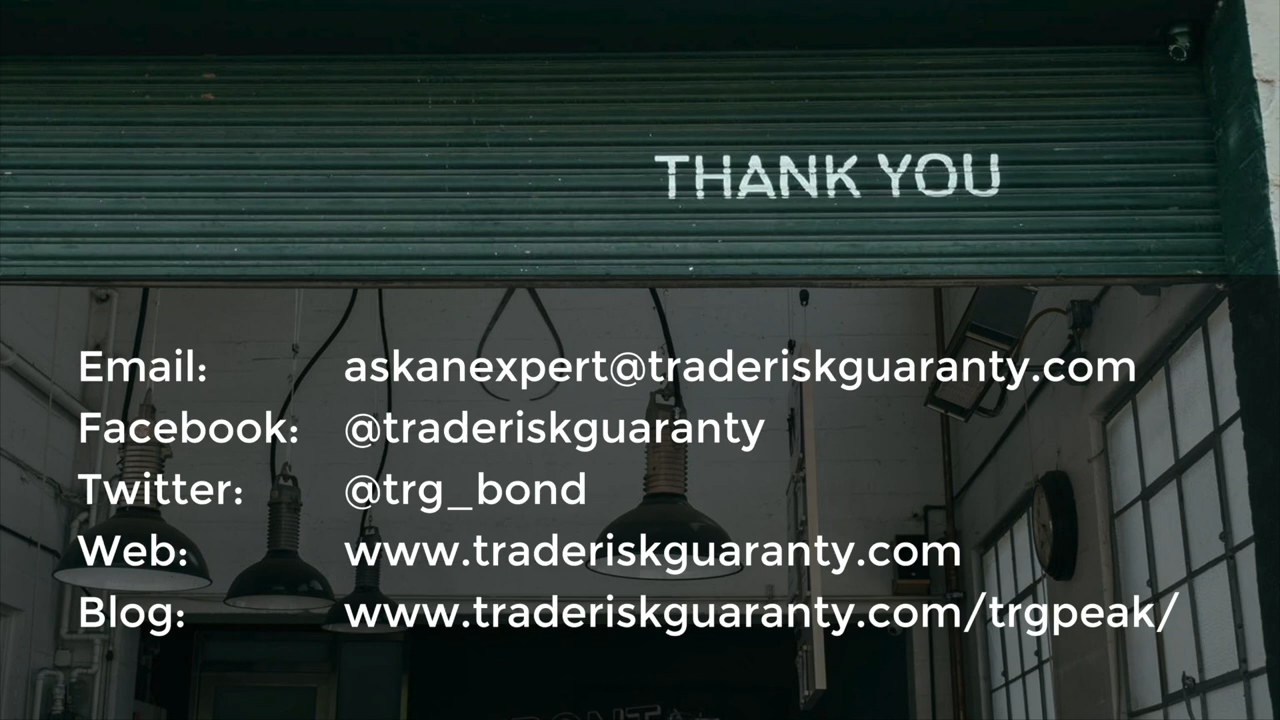 THANK YOU
Email: askanexpert@traderiskguaranty.com
Facebook: @traderiskguaranty
Twitter: @trg_bond
Web: www.traderiskguaranty.com
Blog: www.traderiskguaranty.com/trgpeak/